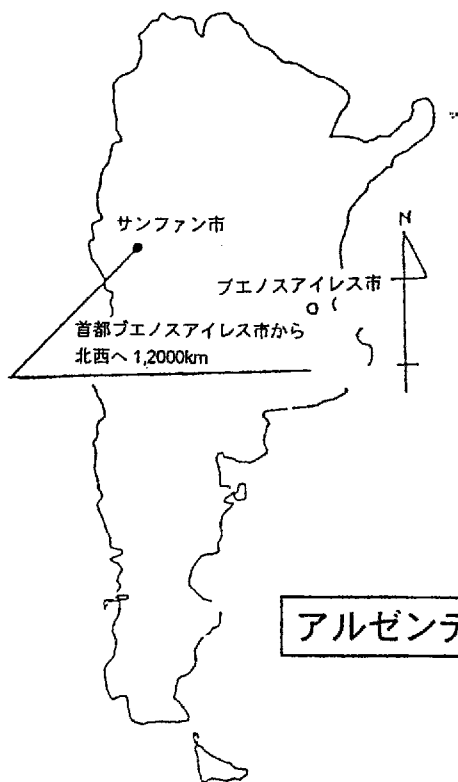 サンファン市
N
ブエノスアイレス市
首都ブエノスアイレス市から
北西へ 1,2000km
アルゼンテ